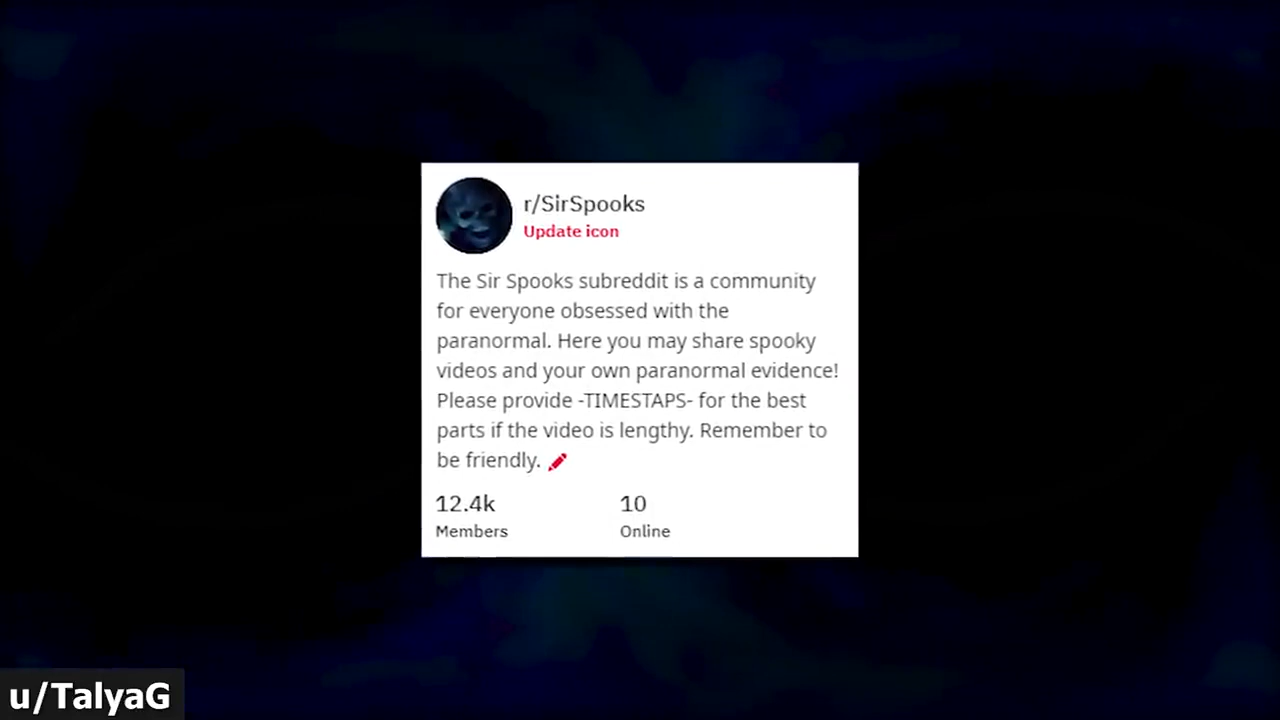 r/SirSpooks
Update icon
The Sir Spooks subreddit is a community
for everyone obsessed with the
paranormal. Here you may share spooky
videos and your own paranormal evidence!
Please provide -TIMESTAPS- for the best
parts if the video is lengthy. Remember to
be friendly.
12.4k 10
Members Online
u/TalyaG